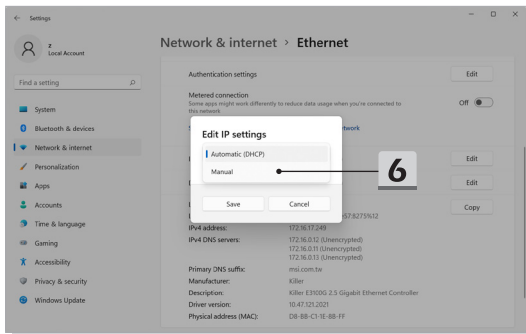 Settings
Z
Local Account
Find a setting
System
Bluetooth & devices
Network & internet
Personalization
Apps
Accounts
Time & language
Gaming
Accessibility
Privacy & security
Windows Update
Network & internet > Ethernet
Authentication settings
Edit
Metered connection
Some apps might work differently to reduce data usage when you're connected to
this network
Off
Edit IP settings
Automatic (DHCP)
Manual
6
Save
Cancel
Edit
Edit
Copy
IPv4 address: 172.16.17.249
IPv4 DNS servers: 172.16.0.12 (Unencrypted)
172.16.0.11 (Unencrypted)
172.16.0.13 (Unencrypted)
Primary DNS suffix: msi.com.tw
Manufacturer: Killer
Description: Killer E3100G 2.5 Gigabit Ethernet Controller
Driver version: 10.47.121.2021
Physical address (MAC): D8-BB-C1-1E-8B-FF